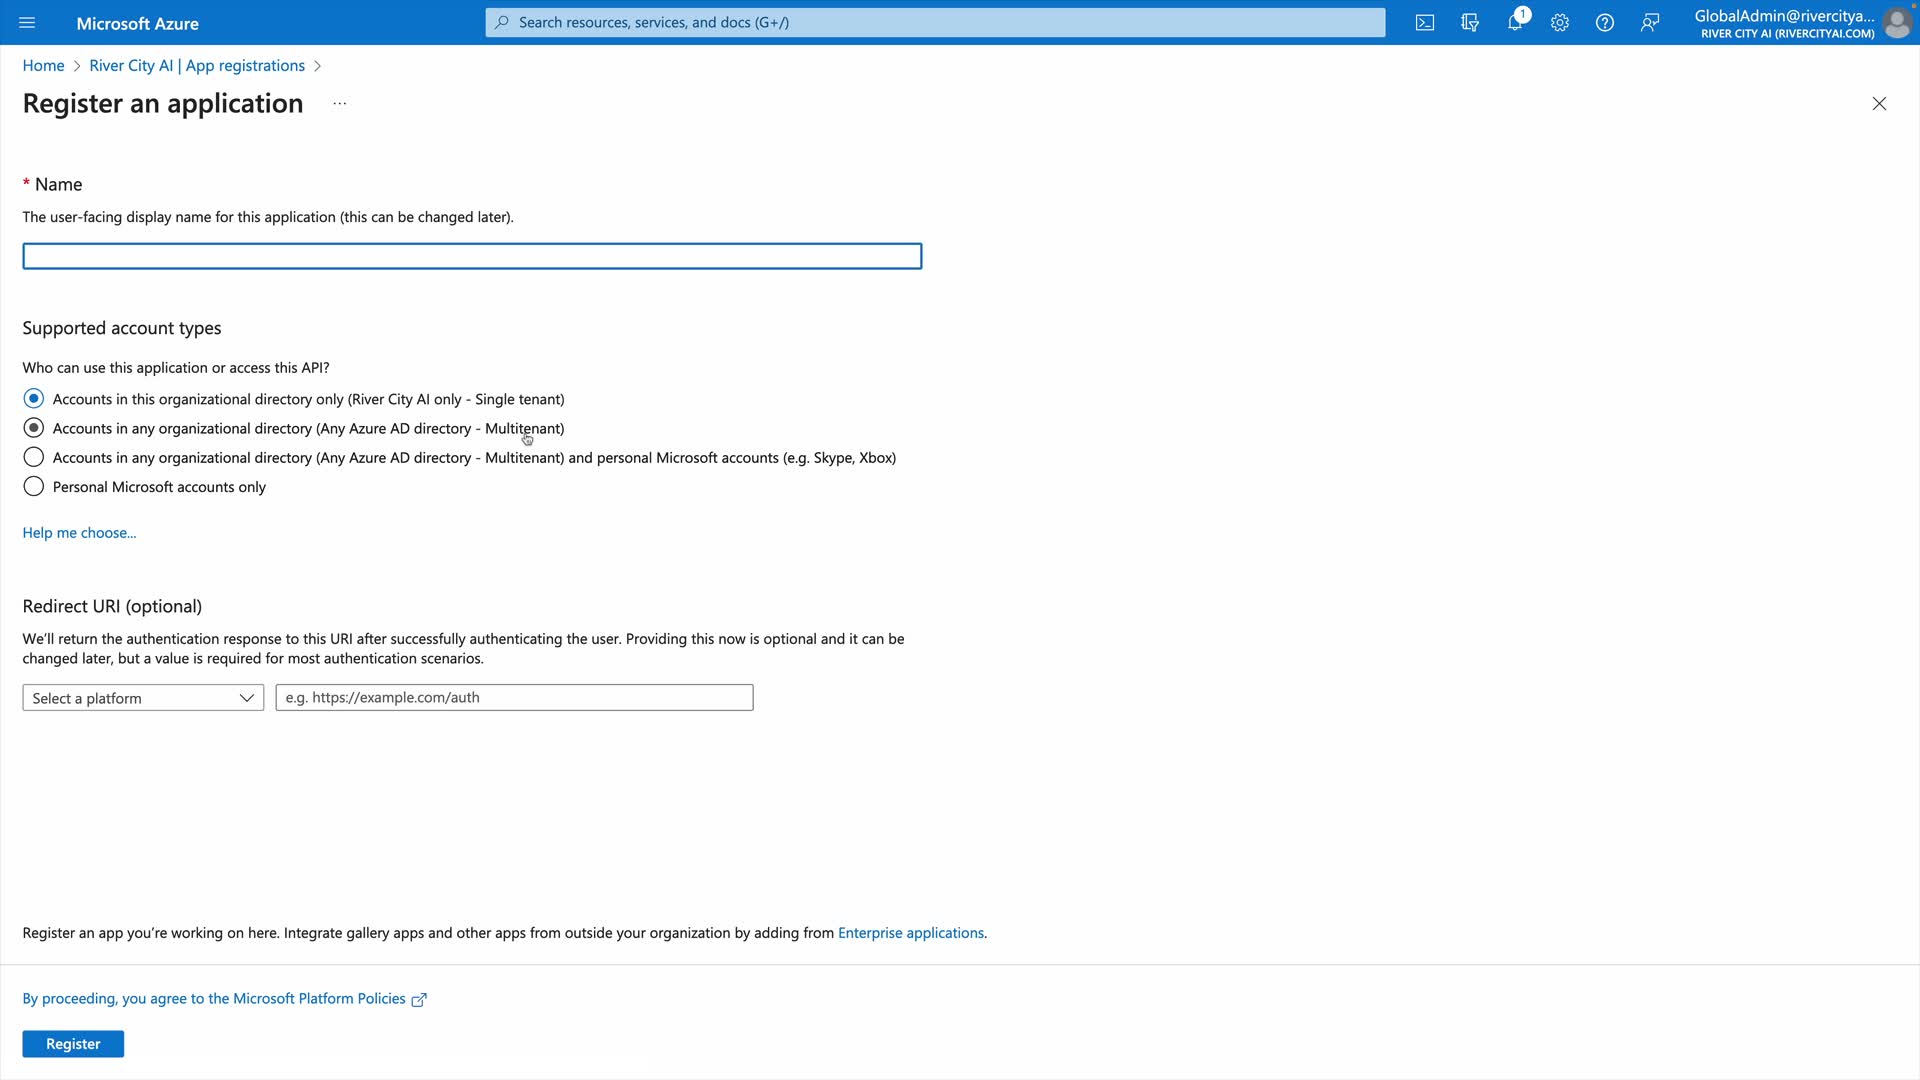 Microsoft Azure
Search resources, services, and docs (G+/)
1
GlobalAdmin@rivercitya...
RIVER CITY AI (RIVERCITYAI.COM)
Home
River City AI | App registrations
Register an application
...
* Name
The user-facing display name for this application (this can be changed later).
Supported account types
Who can use this application or access this API?
Accounts in this organizational directory only (River City AI only - Single tenant)
Accounts in any organizational directory (Any Azure AD directory - Multitenant)
Accounts in any organizational directory (Any Azure AD directory - Multitenant) and personal Microsoft accounts (e.g. Skype, Xbox)
Personal Microsoft accounts only
Help me choose...
Redirect URI (optional)
We'll return the authentication response to this URI after successfully authenticating the user. Providing this now is optional and it can be
changed later, but a value is required for most authentication scenarios.
Select a platform
e.g. https://example.com/auth
Register an app you're working on here. Integrate gallery apps and other apps from outside your organization by adding from Enterprise applications.
By proceeding, you agree to the Microsoft Platform Policies
Register